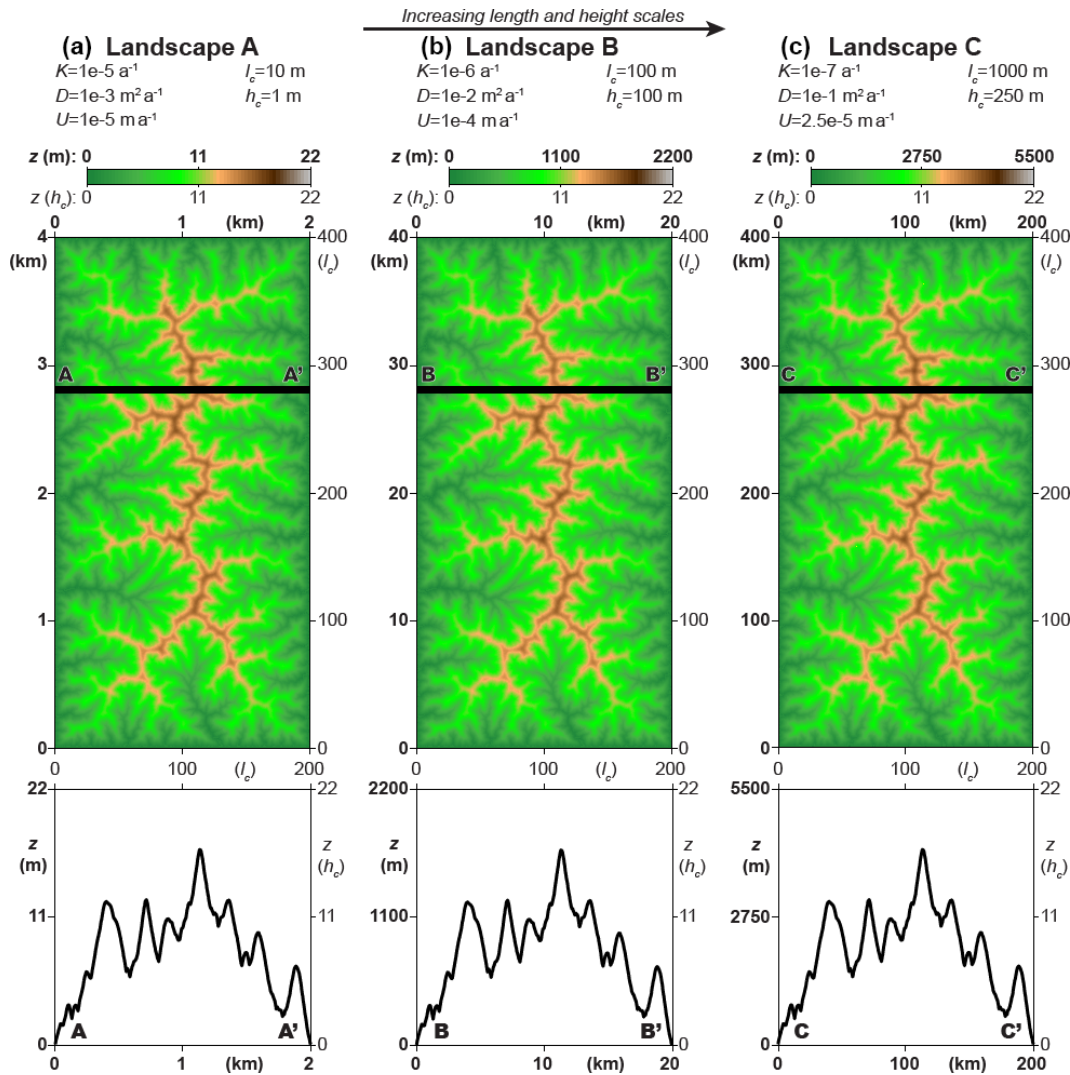 Increasing length and height scales
(a) Landscape A
K=1e-5 a⁻¹ l_c=10 m
D=1e-3 m² a⁻¹ h_c=1 m
U=1e-5 m a⁻¹
z (m): 0 11 22
z (h_c): 0 11 22
0 1 (km) 2
4 400
(km) (l_c)
3 300
A A’
2 200
1 100
0 0
0 100 (l_c) 200
22 22
z z
(m) (h_c)
11 11
A A’
0 0
0 1 (km) 2
(b) Landscape B
K=1e-6 a⁻¹ l_c=100 m
D=1e-2 m² a⁻¹ h_c=100 m
U=1e-4 m a⁻¹
z (m): 0 1100 2200
z (h_c): 0 11 22
0 10 (km) 20
40 400
(km) (l_c)
30 300
B B’
20 200
10 100
0 0
0 100 (l_c) 200
2200 22
z z
(m) (h_c)
1100 11
B B’
0 0
0 10 (km) 20
(c) Landscape C
K=1e-7 a⁻¹ l_c=1000 m
D=1e-1 m² a⁻¹ h_c=250 m
U=2.5e-5 m a⁻¹
z (m): 0 2750 5500
z (h_c): 0 11 22
0 100 (km) 200
400 400
(km) (l_c)
300 300
C C’
200 200
100 100
0 0
0 100 (l_c) 200
5500 22
z z
(m) (h_c)
2750 11
C C’
0 0
0 100 (km) 200